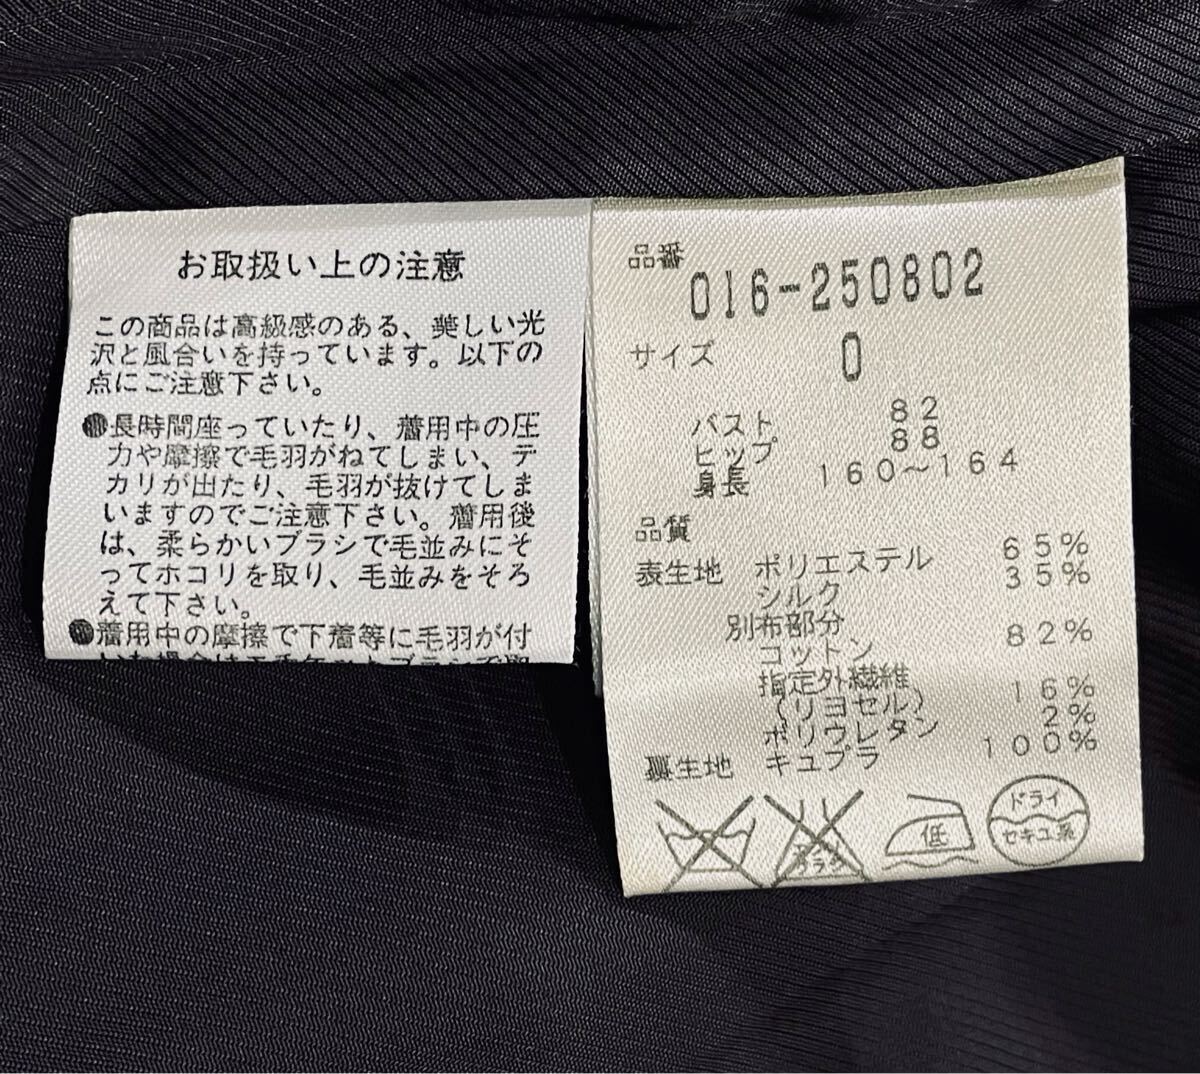 お取扱い上の注意
この商品は高級感のある、美しい光
沢と風合いを持っています。以下の
点にご注意下さい。
●長時間座っていたり、着用中の圧
力や摩擦で毛羽がねてしまい、テ
カリが出たり、毛羽が抜けてしま
いますのでご注意下さい。着用後
は、柔らかいブラシで毛並みにそ
ってホコリを取り、毛並みをそろ
えて下さい。
●着用中の摩擦で下着等に毛羽が付
品番 016-250802
サイズ 0
バスト 82
ヒップ 88
身長 160~164
品質
表生地 ポリエステル 65%
シルク 35%
別布部分
コットン 82%
指定外繊維
(リヨセル) 16%
ポリウレタン 2%
裏生地 キュプラ 100%
低
ドライ
セキユ系